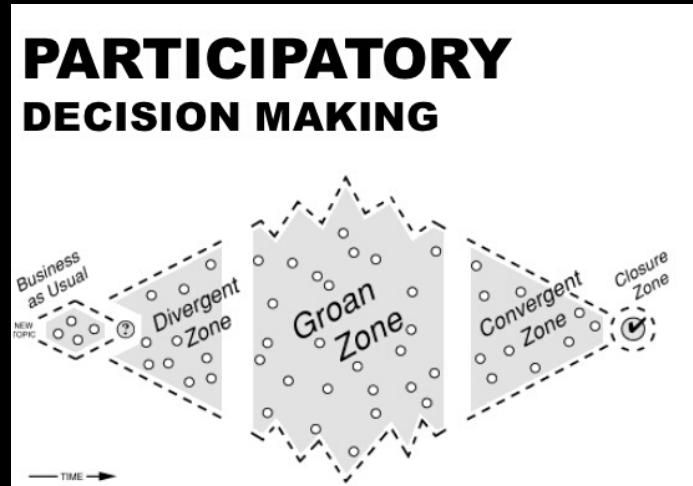 PARTICIPATORY
DECISION MAKING
Business
as Usual
NEW
TOPIC
?
Divergent
Zone
Groan
Zone
Convergent
Zone
Closure
Zone
TIME